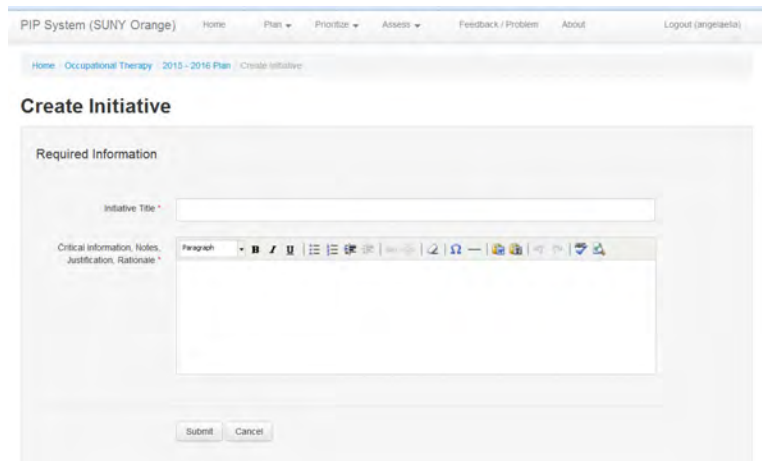 PIP System (SUNY Orange) Home Plan Prioritize Assess Feedback / Problem About Logout (angelaelia)
Home / Occupational Therapy / 2015 - 2016 Plan / Create Initiative
Create Initiative
Required Information
Initiative Title *
Critical Information, Notes, Justification, Rationale *
Paragraph B I U
Submit Cancel